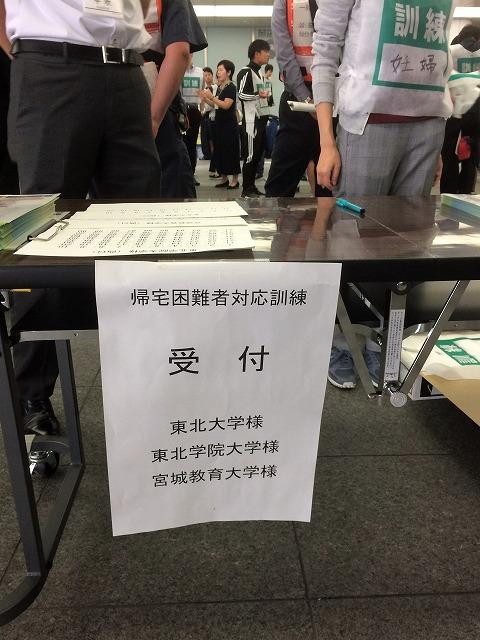 訓練
妊婦
帰宅困難者対応訓練
受 付
東北大学様
東北学院大学様
宮城教育大学様